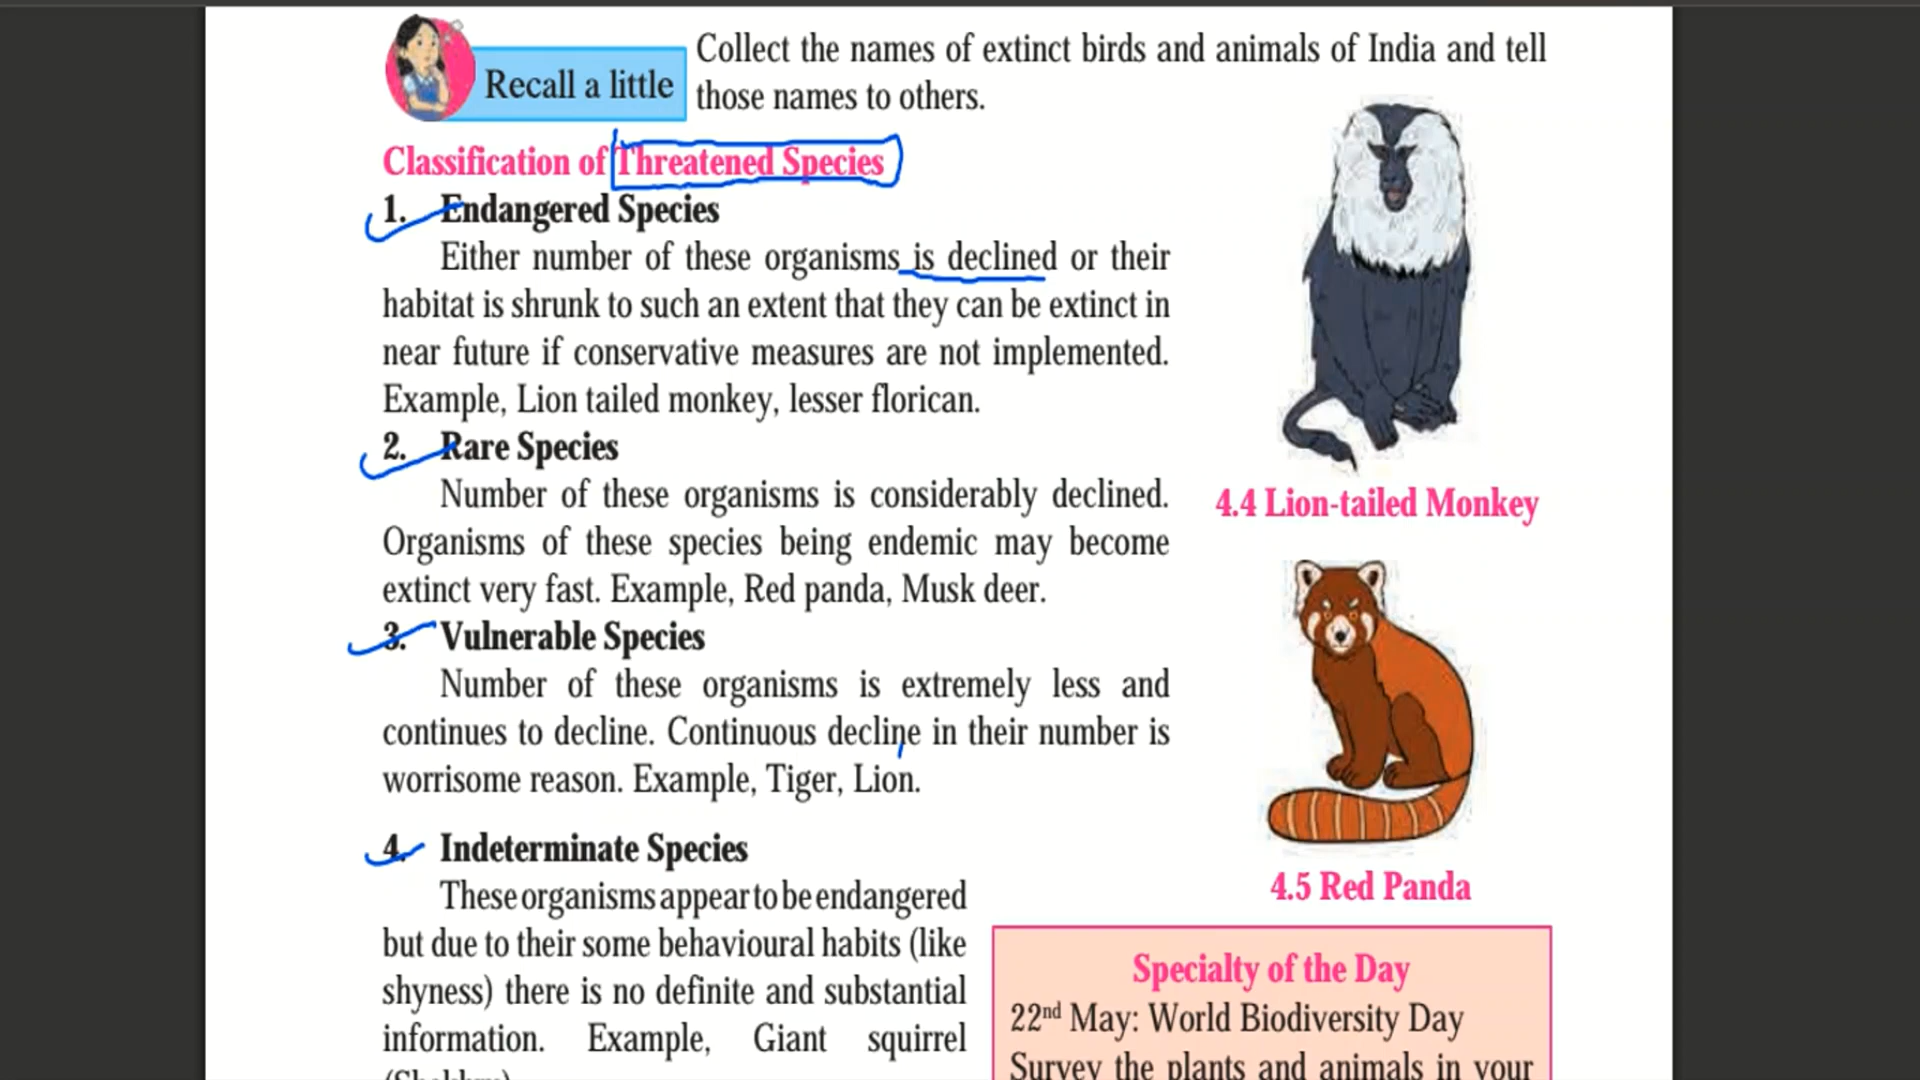 Recall a little
Collect the names of extinct birds and animals of India and tell
those names to others.
Classification of Threatened Species
1. Endangered Species
Either number of these organisms is declined or their
habitat is shrunk to such an extent that they can be extinct in
near future if conservative measures are not implemented.
Example, Lion tailed monkey, lesser florican.
2. Rare Species
Number of these organisms is considerably declined.
Organisms of these species being endemic may become
extinct very fast. Example, Red panda, Musk deer.
3. Vulnerable Species
Number of these organisms is extremely less and
continues to decline. Continuous decline in their number is
worrisome reason. Example, Tiger, Lion.
4. Indeterminate Species
These organisms appear to be endangered
but due to their some behavioural habits (like
shyness) there is no definite and substantial
information. Example, Giant squirrel
4.4 Lion-tailed Monkey
4.5 Red Panda
Specialty of the Day
22nd May: World Biodiversity Day
Survey the plants and animals in your